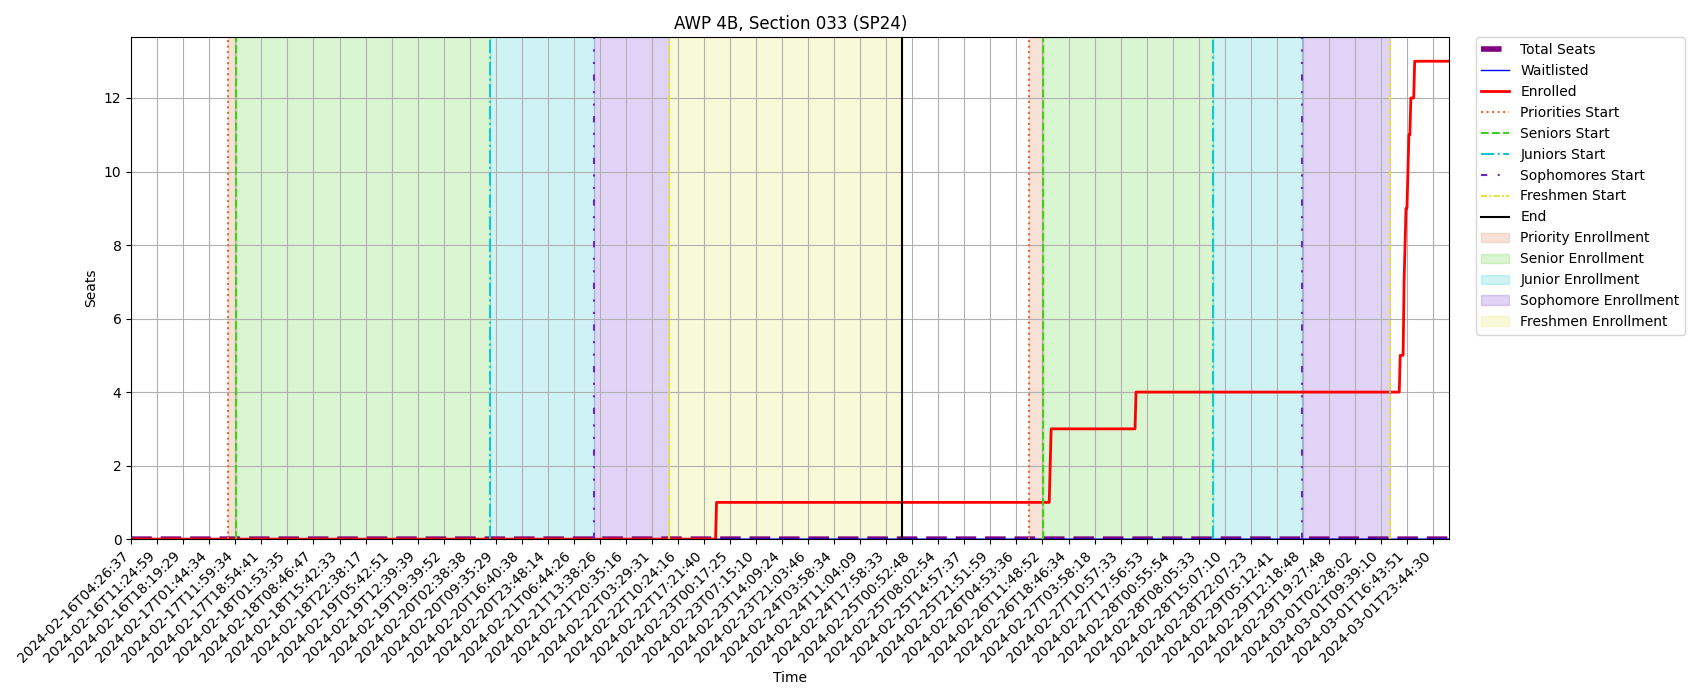 AWP 4B, Section 033 (SP24)
Total Seats
Waitlisted
Enrolled
Priorities Start
Seniors Start
Juniors Start
Sophomores Start
Freshmen Start
End
Priority Enrollment
Senior Enrollment
Junior Enrollment
Sophomore Enrollment
Freshmen Enrollment
Seats
12
10
8
6
4
2
0
2024-02-16T04:26:37
2024-02-16T11:24:59
2024-02-16T18:19:29
2024-02-17T01:44:34
2024-02-17T11:59:34
2024-02-17T18:54:41
2024-02-18T01:53:35
2024-02-18T08:46:47
2024-02-18T15:42:33
2024-02-18T22:38:17
2024-02-19T05:42:51
2024-02-19T12:39:39
2024-02-19T19:39:52
2024-02-20T02:38:38
2024-02-20T09:35:29
2024-02-20T16:40:38
2024-02-20T23:48:14
2024-02-21T06:44:26
2024-02-21T13:38:26
2024-02-21T20:35:16
2024-02-22T03:29:31
2024-02-22T10:24:16
2024-02-22T17:21:40
2024-02-23T00:17:25
2024-02-23T07:15:10
2024-02-23T14:09:24
2024-02-23T21:03:46
2024-02-24T03:58:34
2024-02-24T11:04:09
2024-02-24T17:58:33
2024-02-25T00:52:48
2024-02-25T08:02:54
2024-02-25T14:57:37
2024-02-25T21:51:59
2024-02-26T04:53:36
2024-02-26T11:48:52
2024-02-26T18:46:34
2024-02-27T03:58:18
2024-02-27T10:57:33
2024-02-27T17:56:53
2024-02-28T00:55:54
2024-02-28T08:05:33
2024-02-28T15:07:10
2024-02-28T22:07:23
2024-02-29T05:12:41
2024-02-29T12:18:48
2024-02-29T19:27:48
2024-03-01T02:28:02
2024-03-01T09:39:10
2024-03-01T16:43:51
2024-03-01T23:44:30
Time